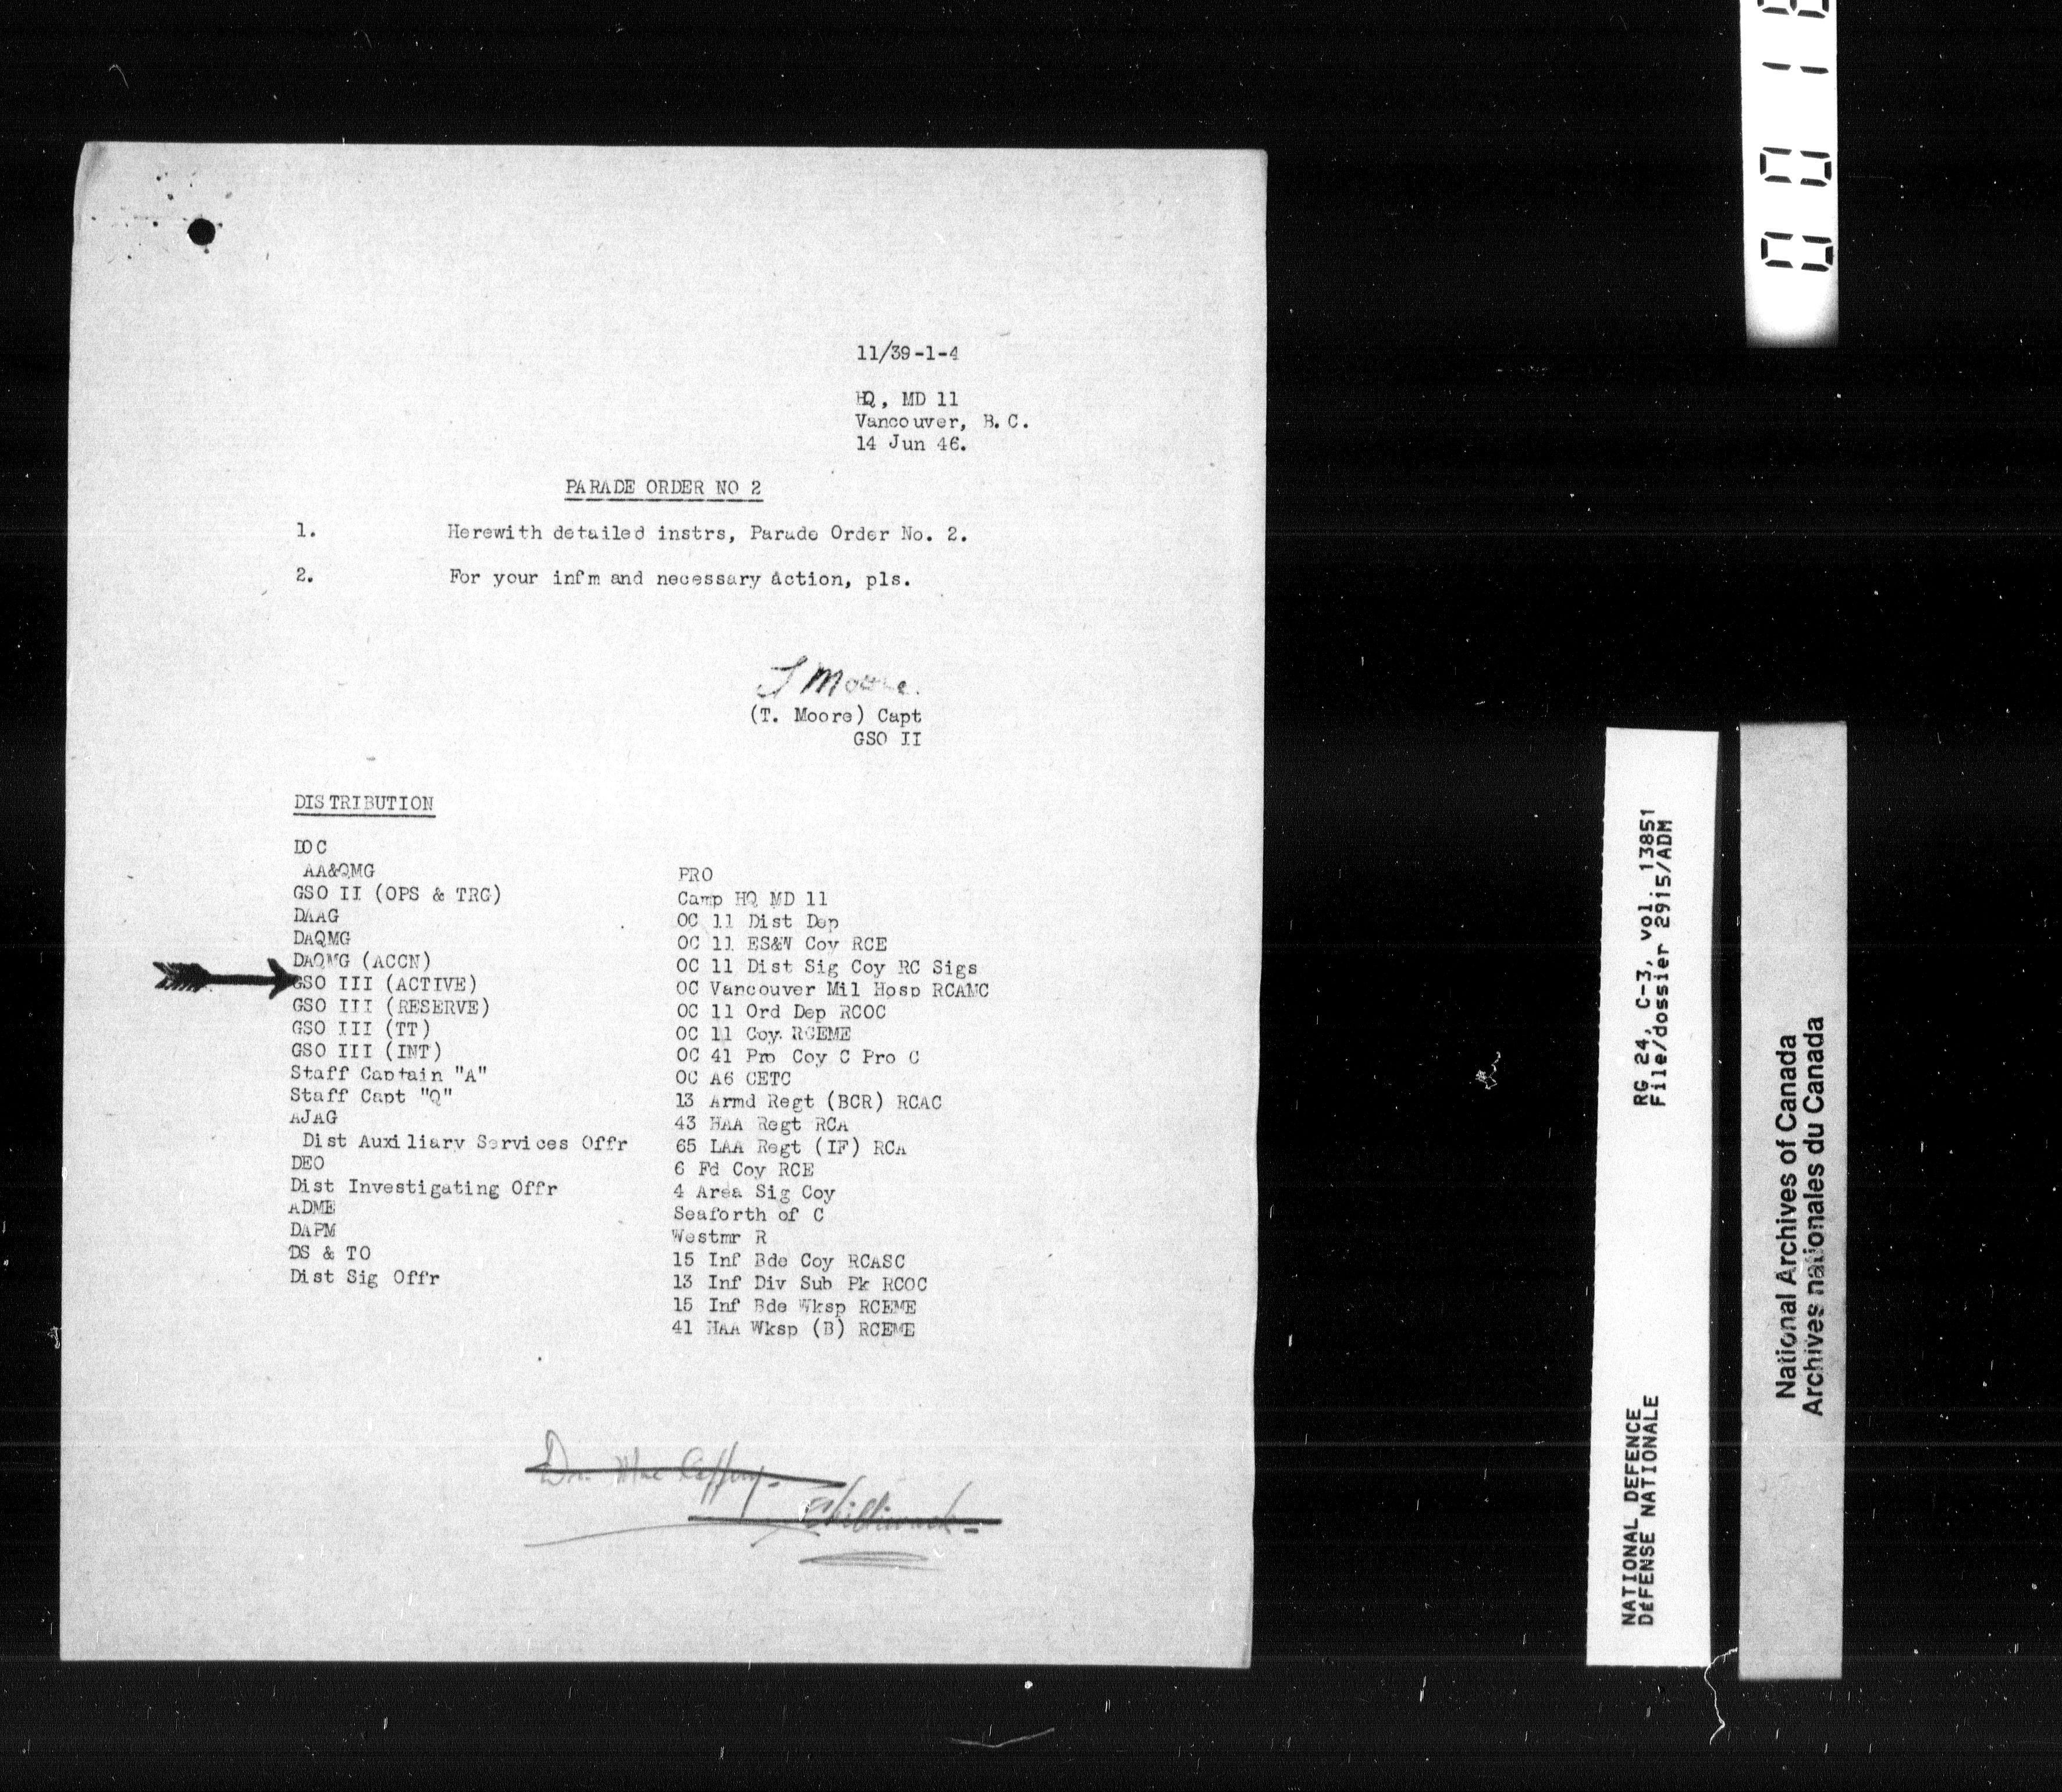 11/39-1-4
HQ, MD 11
Vancouver, B.C.
14 Jun 46.
PARADE ORDER NO 2
1. Herewith detailed instrs, Parade Order No. 2.
2. For your infm and necessary action, pls.
T Moore.
(T. Moore) Capt
GSO II
DISTRIBUTION
DOC
AA&QMG
GSO II (OPS & TRG)
DAAG
DAQMG
DAQMG (ACCN)
GSO III (ACTIVE)
GSO III (RESERVE)
GSO III (TT)
GSO III (INT)
Staff Captain "A"
Staff Capt "Q"
AJAG
Dist Auxiliary Services Offr
DEO
Dist Investigating Offr
ADME
DAPM
DS & TO
Dist Sig Offr
PRO
Camp HQ MD 11
OC 11 Dist Dep
OC 11 ES&W Coy RCE
OC 11 Dist Sig Coy RC Sigs
OC Vancouver Mil Hosp RCAMC
OC 11 Ord Dep RCOC
OC 11 Coy. RCEME
OC 41 Pro Coy C Pro C
OC A6 CETC
13 Armd Regt (BCR) RCAC
43 HAA Regt RCA
65 LAA Regt (IF) RCA
6 Fd Coy RCE
4 Area Sig Coy
Seaforth of C
Westmr R
15 Inf Bde Coy RCASC
13 Inf Div Sub Pk RCOC
15 Inf Bde Wksp RCEME
41 HAA Wksp (B) RCEME
Chilliwack -
RG 24, C-3, vol. 13851
File/dossier 2915/ADM
NATIONAL DEFENCE
DÉFENSE NATIONALE
National Archives of Canada
Archives nationales du Canada